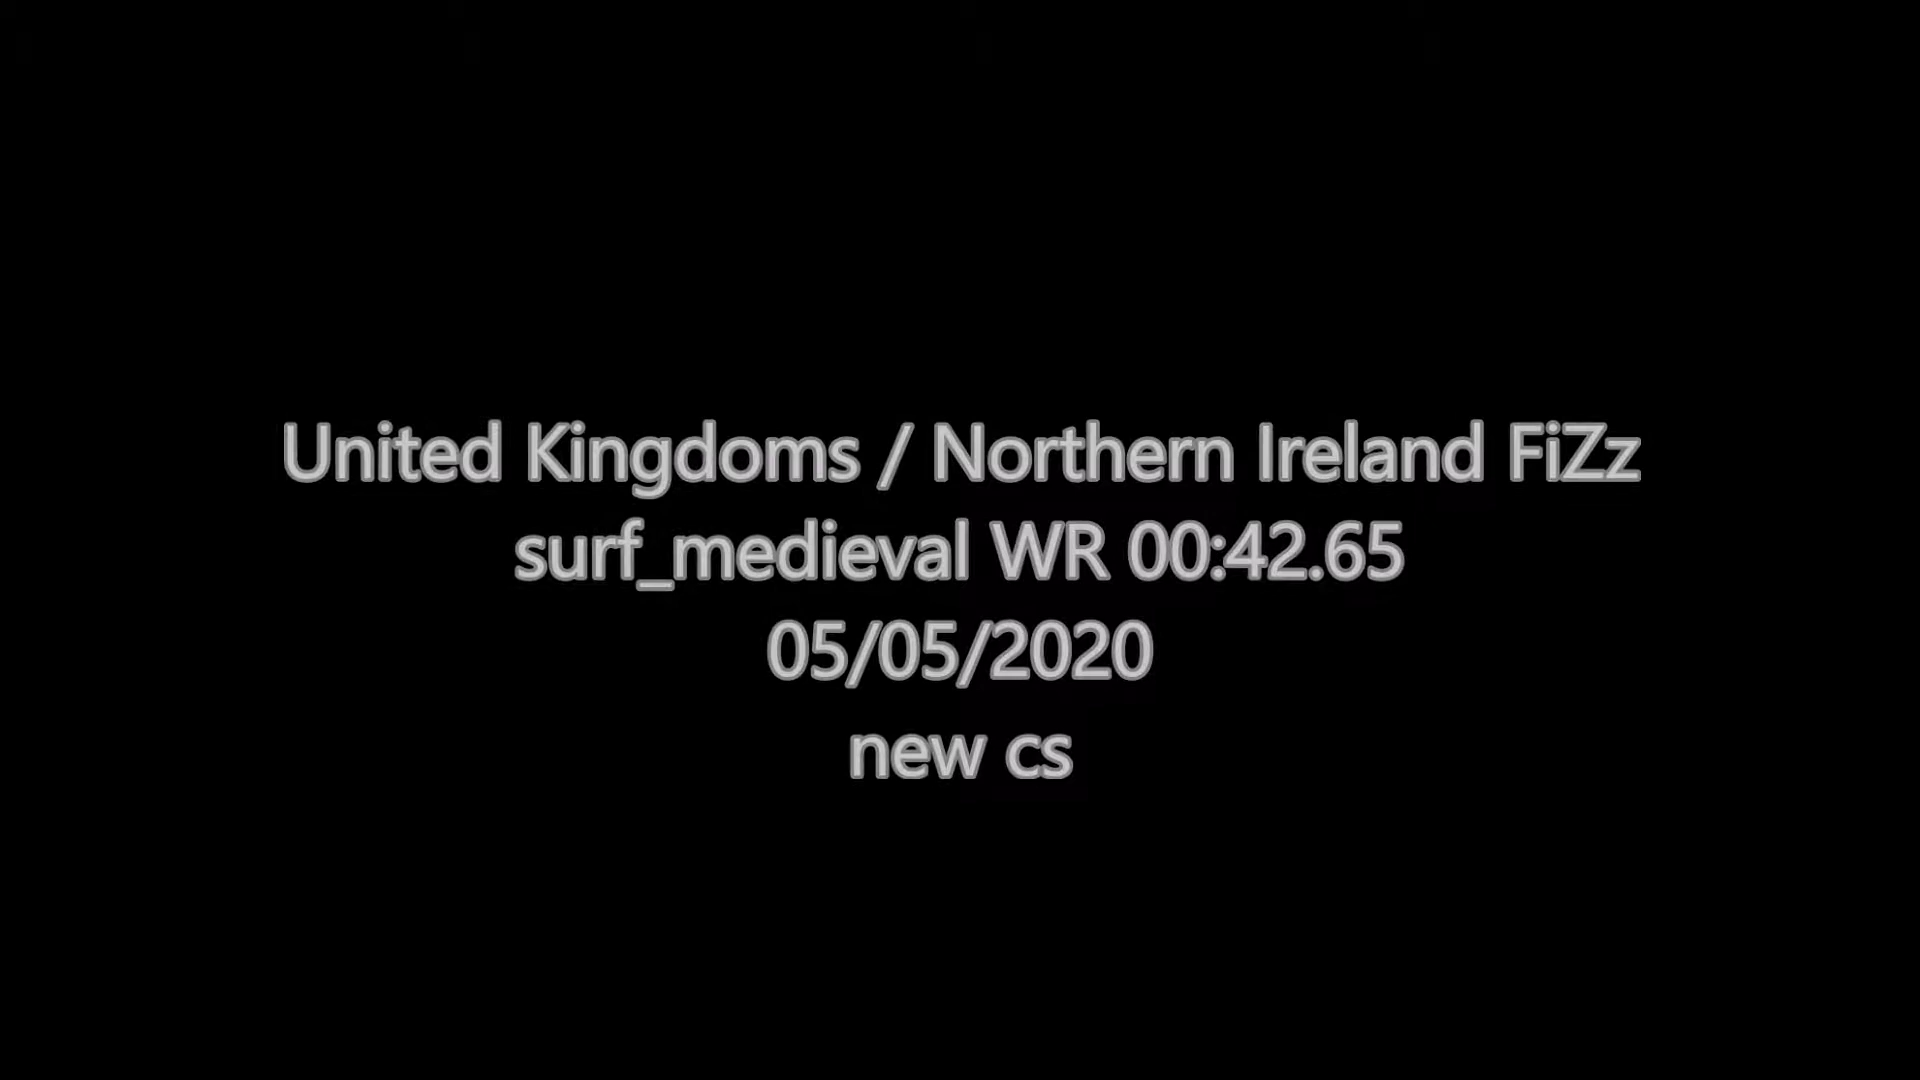 United Kingdoms / Northern Ireland FiZz
surf_medieval WR 00:42.65
05/05/2020
new cs